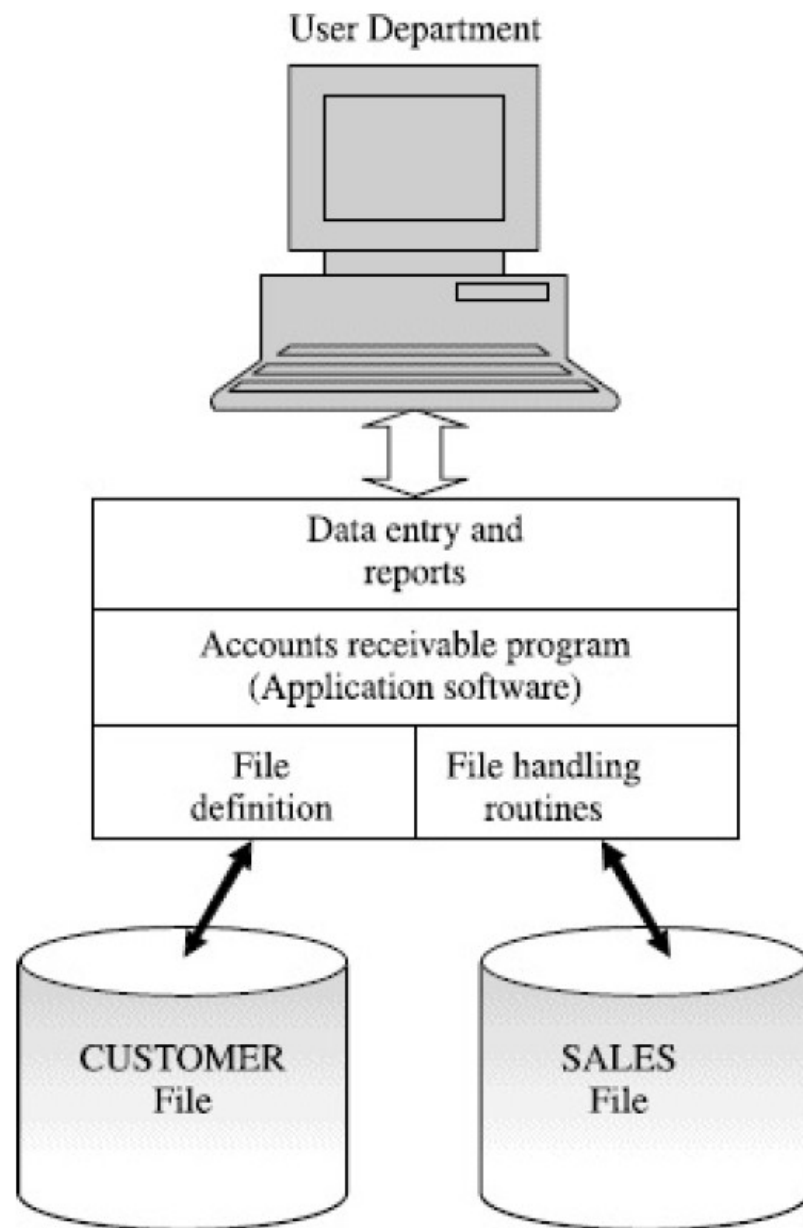 User Department
Data entry and
reports
Accounts receivable program
(Application software)
File
definition
File handling
routines
CUSTOMER
File
SALES
File